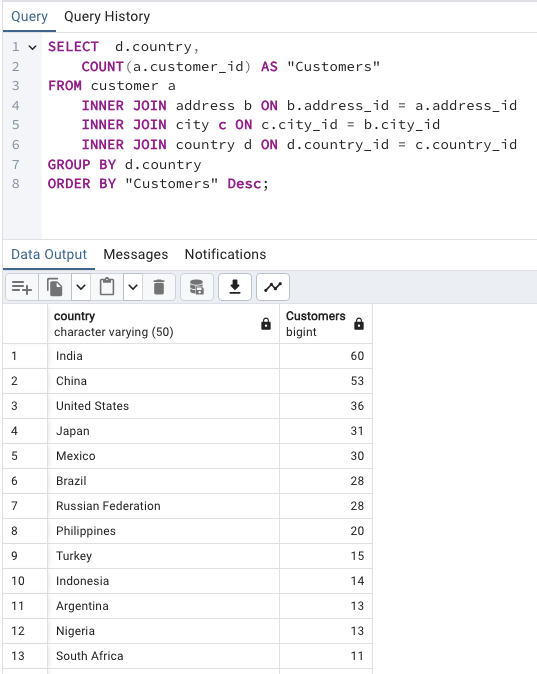 Query Query History
1 SELECT  d.country,
2     COUNT(a.customer_id) AS "Customers"
3 FROM customer a
4     INNER JOIN address b ON b.address_id = a.address_id
5     INNER JOIN city c ON c.city_id = b.city_id
6     INNER JOIN country d ON d.country_id = c.country_id
7 GROUP BY d.country
8 ORDER BY "Customers" Desc;
Data Output Messages Notifications
country Customers
character varying (50) bigint
1 India 60
2 China 53
3 United States 36
4 Japan 31
5 Mexico 30
6 Brazil 28
7 Russian Federation 28
8 Philippines 20
9 Turkey 15
10 Indonesia 14
11 Argentina 13
12 Nigeria 13
13 South Africa 11